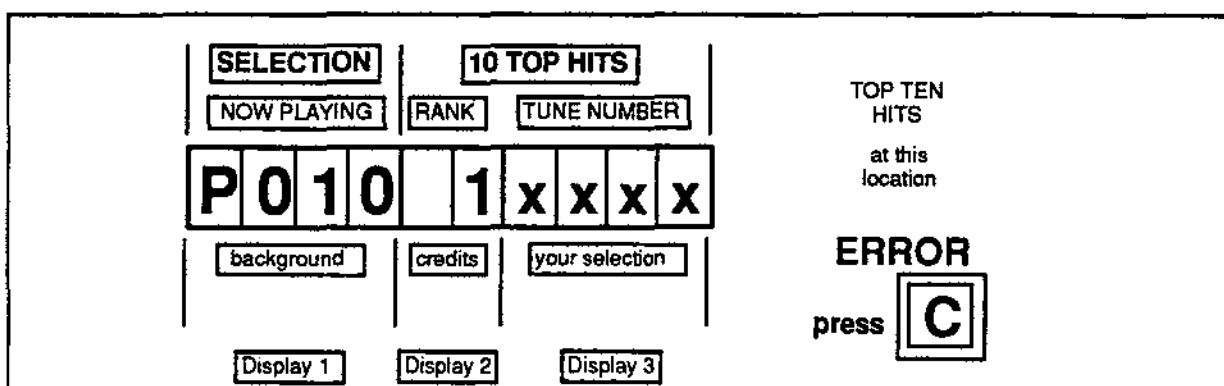 SELECTION 10 TOP HITS
NOW PLAYING RANK TUNE NUMBER
P010 1xxxx
background credits your selection
Display 1 Display 2 Display 3
TOP TEN
HITS
at this
location
ERROR
press C